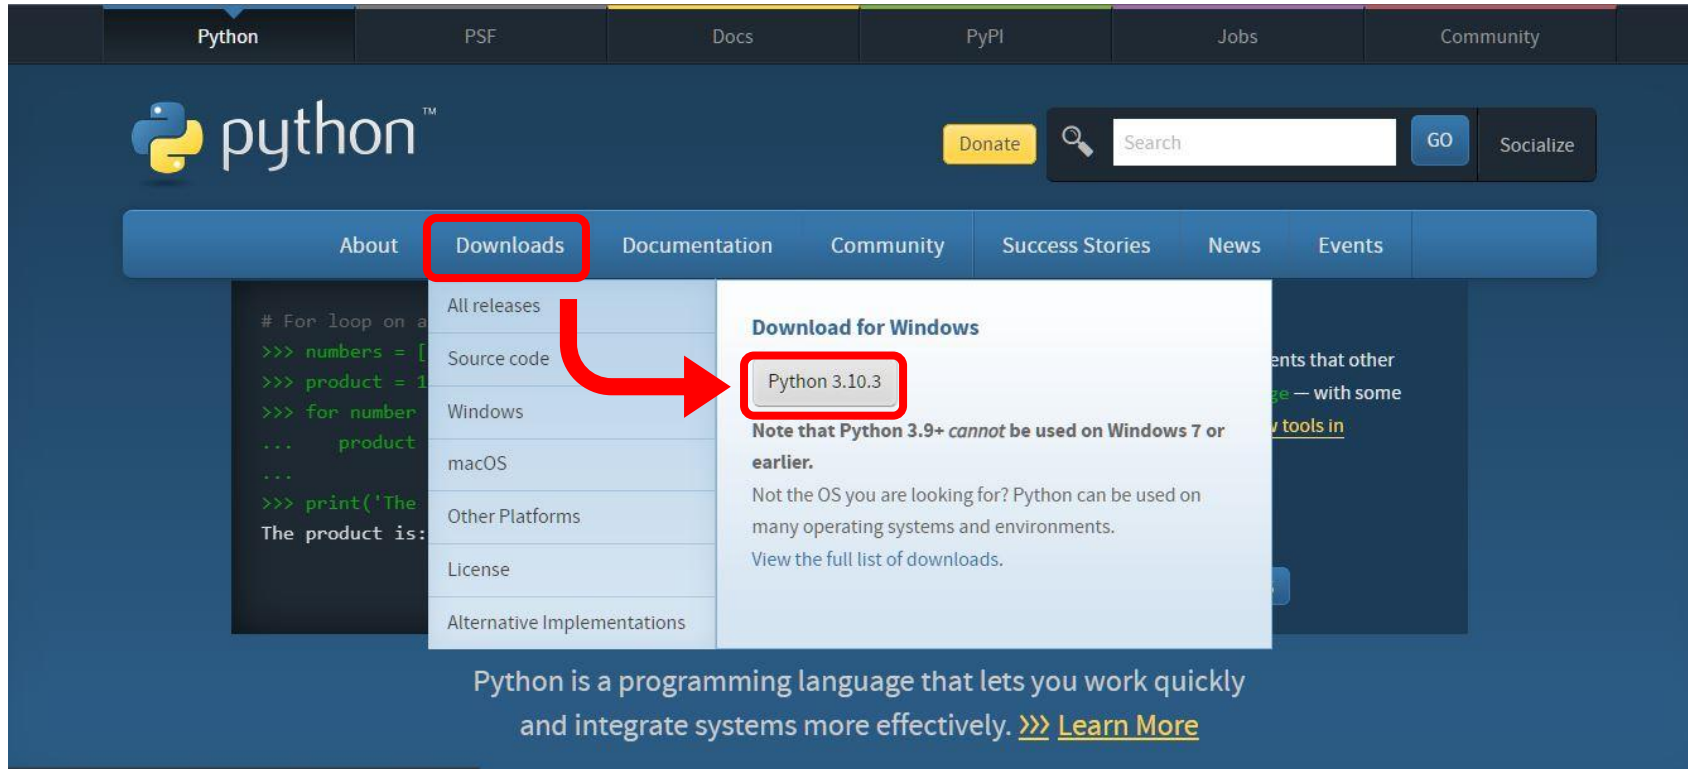 Python PSF Docs PyPI Jobs Community
python™
Donate Search GO Socialize
About Downloads Documentation Community Success Stories News Events
All releases
Source code
Windows
macOS
Other Platforms
License
Alternative Implementations
Download for Windows
Python 3.10.3
Note that Python 3.9+ cannot be used on Windows 7 or
earlier.
Not the OS you are looking for? Python can be used on
many operating systems and environments.
View the full list of downloads.
# For loop on a
>>> numbers = [
>>> product = 1
>>> for number
... product
...
>>> print('The
The product is:
ents that other
ge — with some
tools in
Python is a programming language that lets you work quickly
and integrate systems more effectively. >>> Learn More